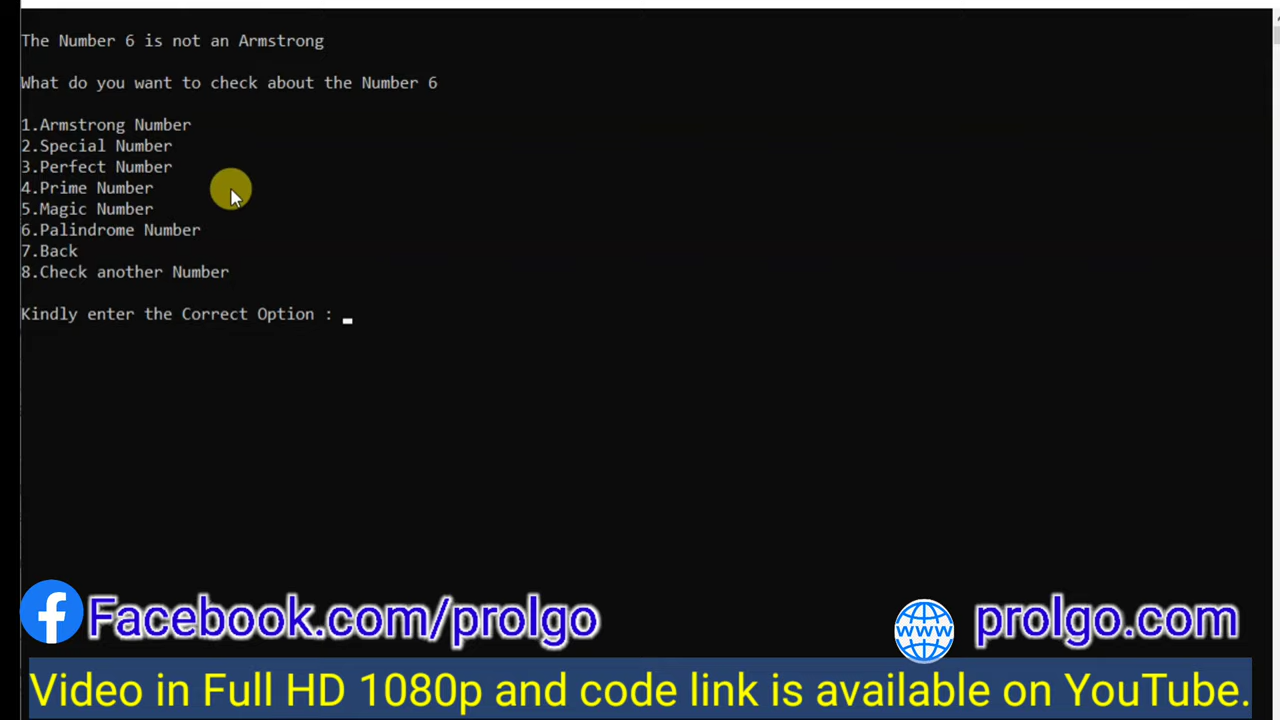 The Number 6 is not an Armstrong
What do you want to check about the Number 6
1.Armstrong Number
2.Special Number
3.Perfect Number
4.Prime Number
5.Magic Number
6.Palindrome Number
7.Back
8.Check another Number
Kindly enter the Correct Option :
Facebook.com/prolgo
www prolgo.com
Video in Full HD 1080p and code link is available on YouTube.